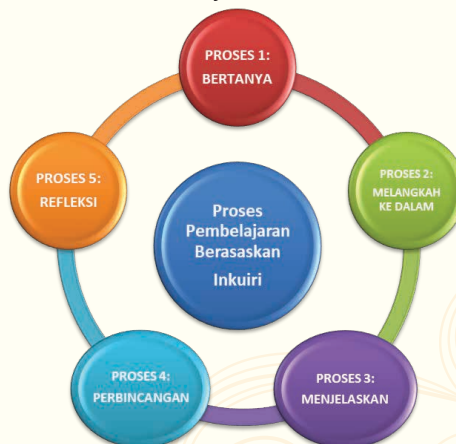 PROSES 1:
BERTANYA
PROSES 2:
MELANGKAH
KE DALAM
PROSES 3:
MENJELASKAN
PROSES 4:
PERBINCANGAN
PROSES 5:
REFLEKSI
Proses
Pembelajaran
Berasaskan
Inkuiri